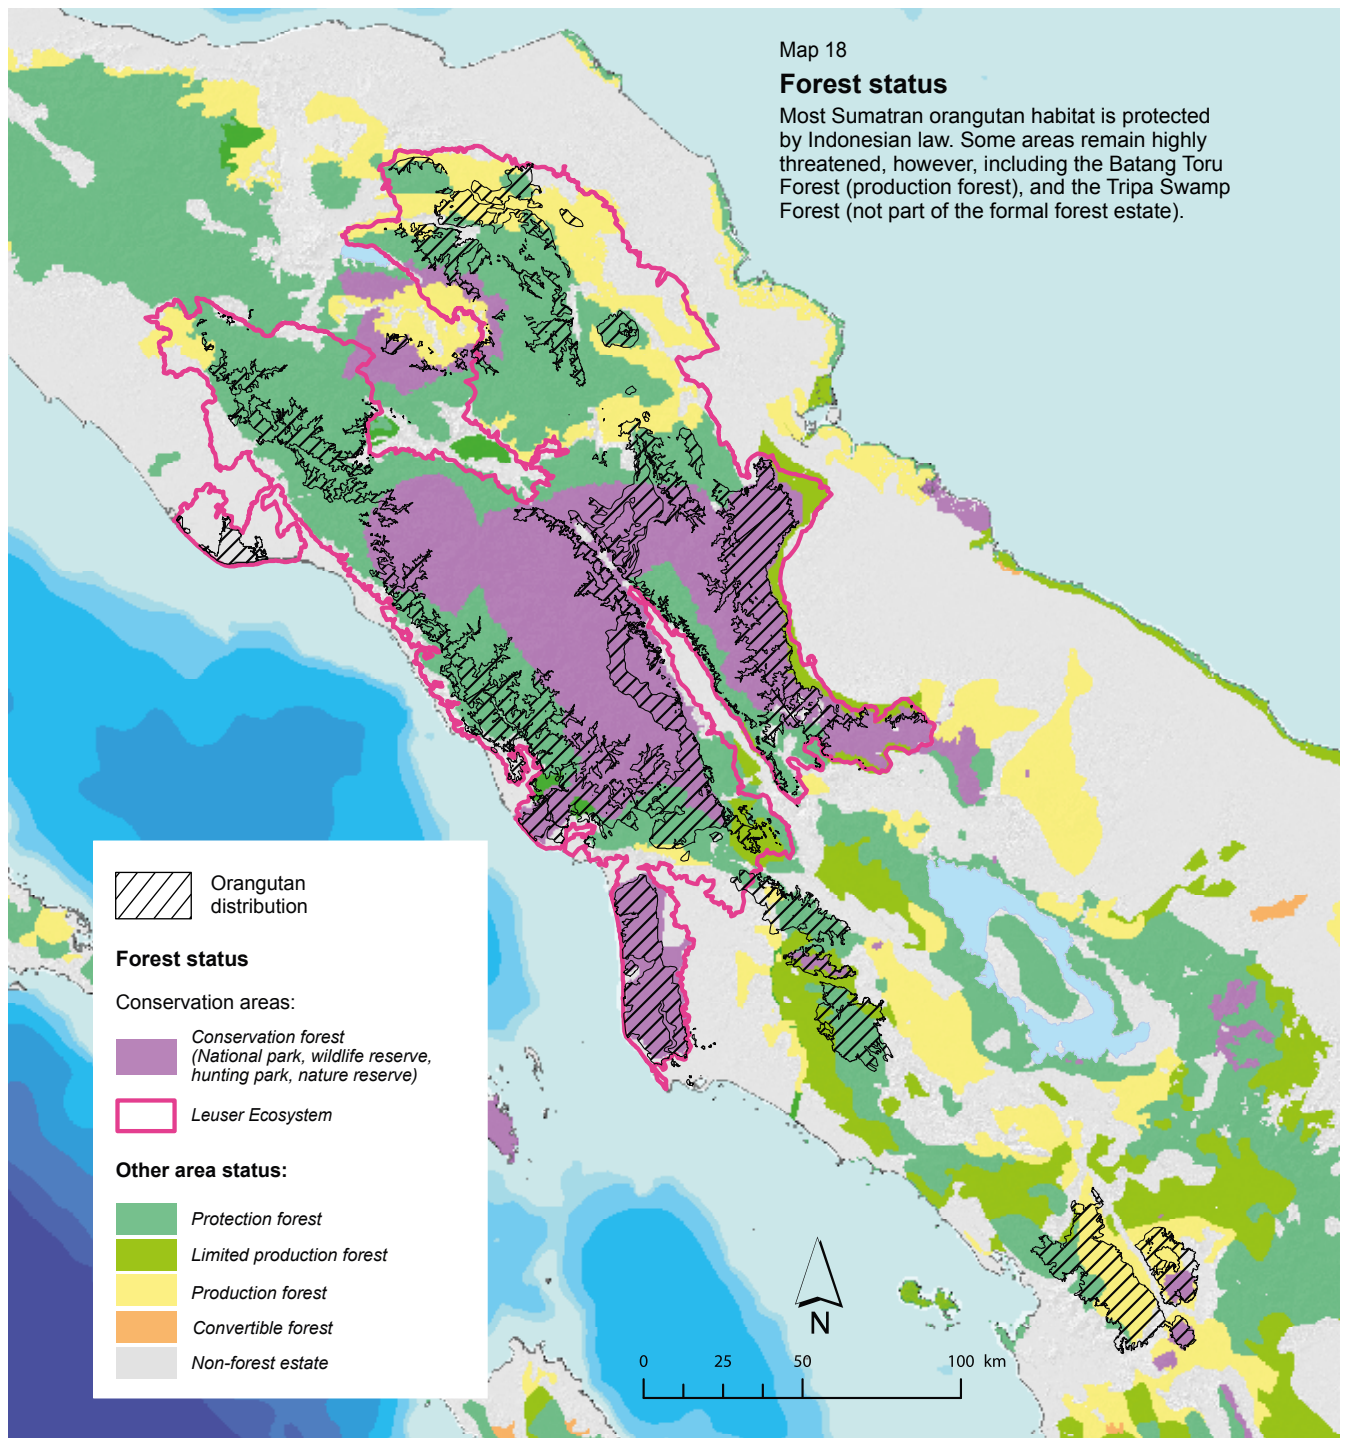 Map 18
Forest status
Most Sumatran orangutan habitat is protected
by Indonesian law. Some areas remain highly
threatened, however, including the Batang Toru
Forest (production forest), and the Tripa Swamp
Forest (not part of the formal forest estate).
Orangutan
distribution
Forest status
Conservation areas:
Conservation forest
(National park, wildlife reserve,
hunting park, nature reserve)
Leuser Ecosystem
Other area status:
Protection forest
Limited production forest
Production forest
Convertible forest
Non-forest estate
N
0 25 50 100 km